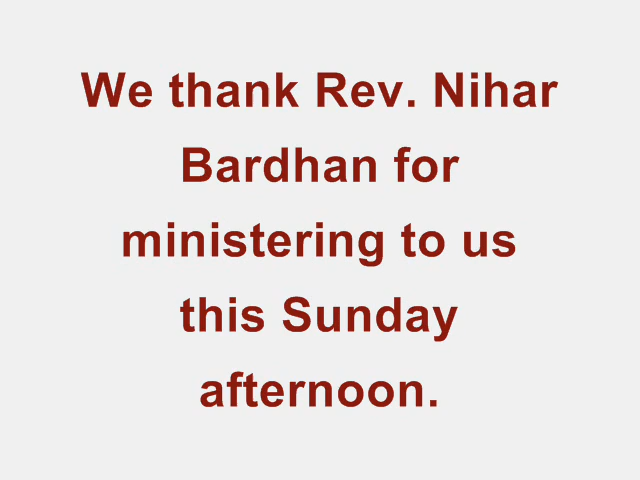 We thank Rev. Nihar
Bardhan for
ministering to us
this Sunday
afternoon.